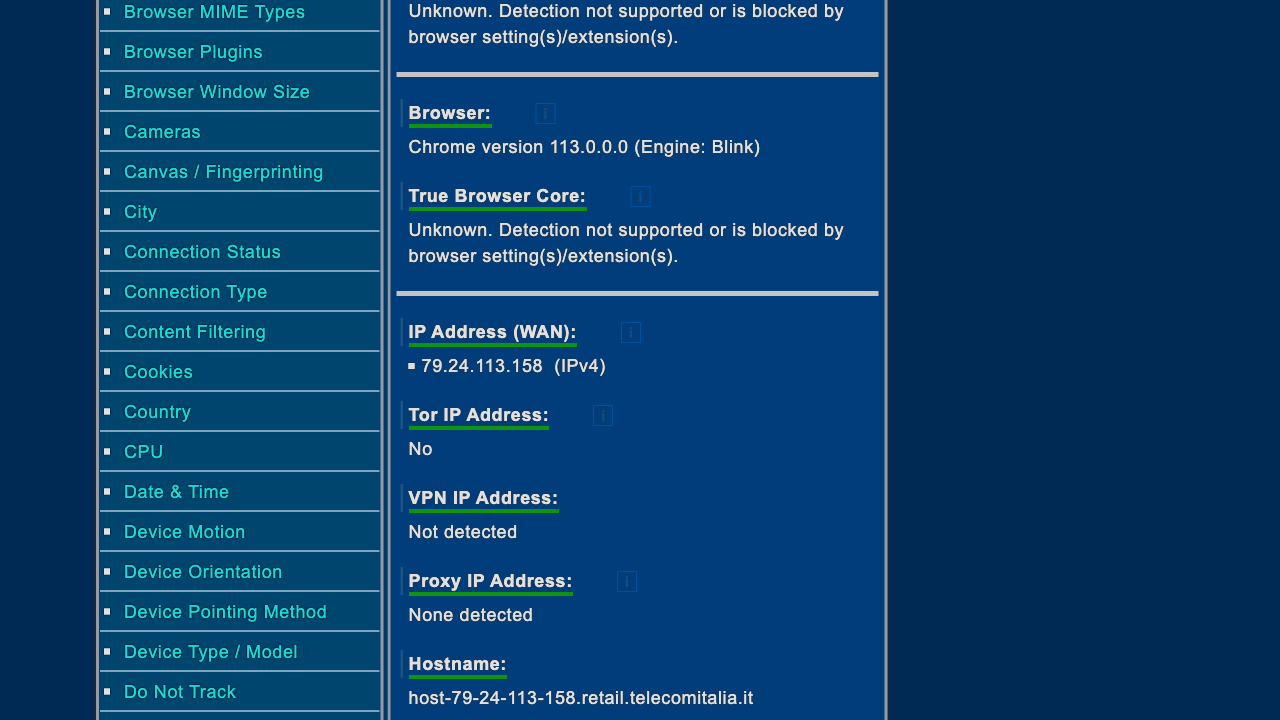 Browser MIME Types
Browser Plugins
Browser Window Size
Cameras
Canvas / Fingerprinting
City
Connection Status
Connection Type
Content Filtering
Cookies
Country
CPU
Date & Time
Device Motion
Device Orientation
Device Pointing Method
Device Type / Model
Do Not Track
Unknown. Detection not supported or is blocked by
browser setting(s)/extension(s).
Browser: i
Chrome version 113.0.0.0 (Engine: Blink)
True Browser Core: i
Unknown. Detection not supported or is blocked by
browser setting(s)/extension(s).
IP Address (WAN): i
79.24.113.158 (IPv4)
Tor IP Address: i
No
VPN IP Address:
Not detected
Proxy IP Address: i
None detected
Hostname:
host-79-24-113-158.retail.telecomitalia.it